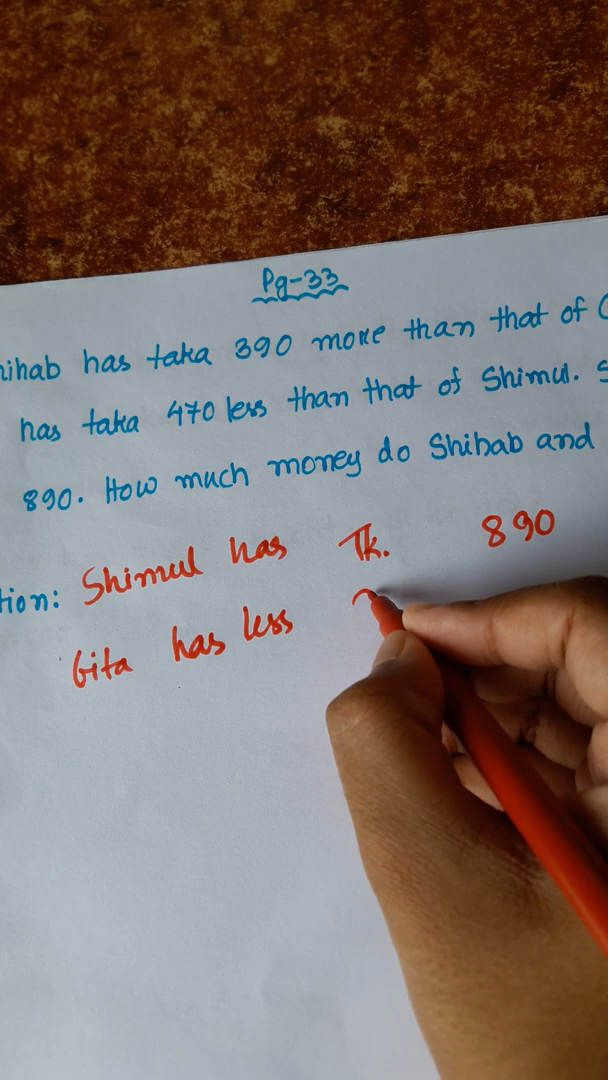 Pg-33
hihab has taka 390 more than that of
has taka 470 less than that of Shimul. S
890. How much money do Shihab and
tion: Shimul has Tk. 890
Gita has less